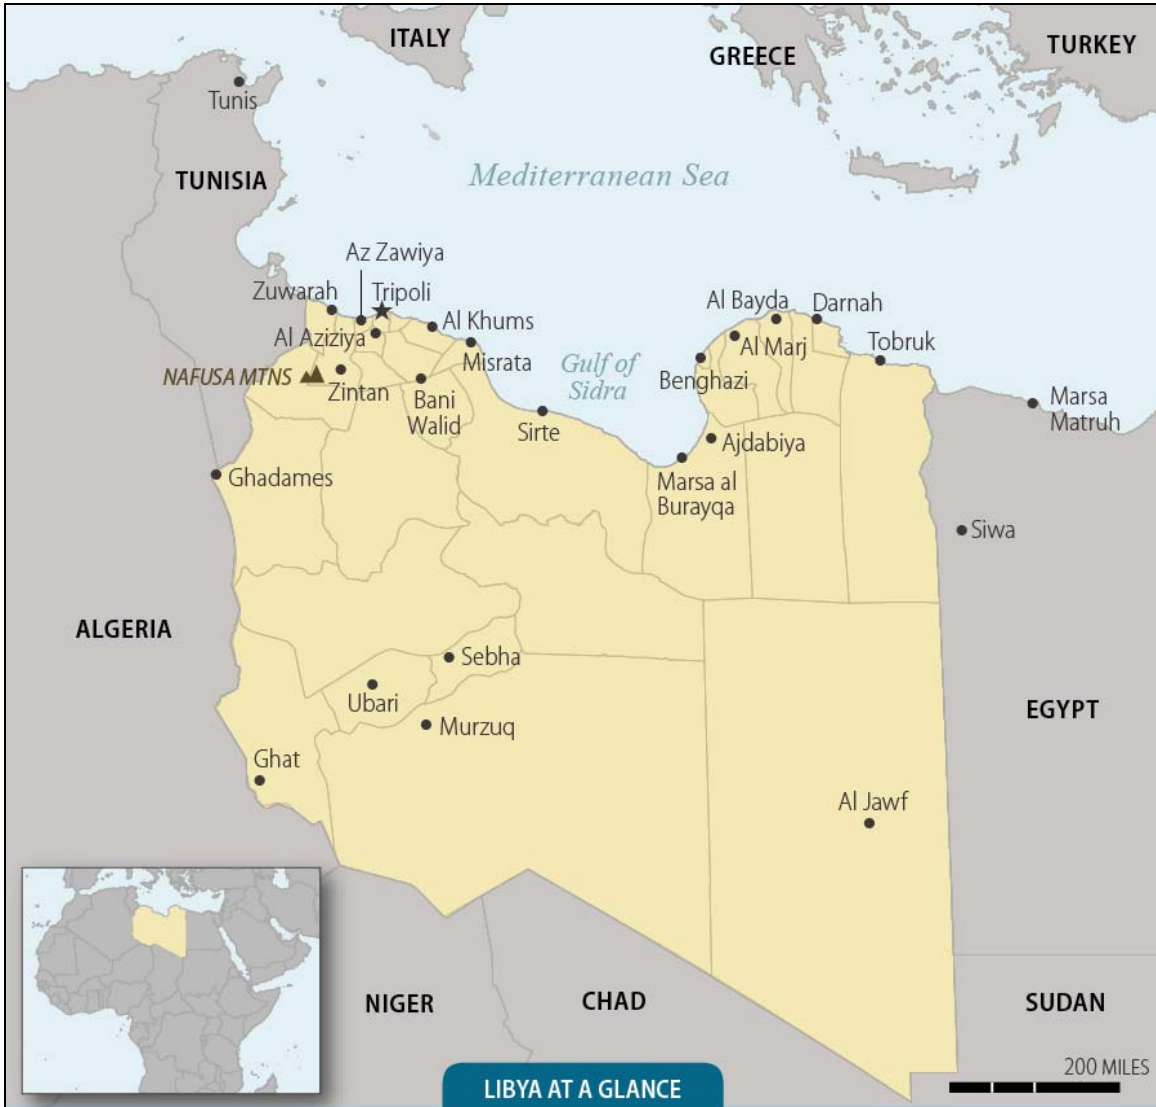 ITALY
GREECE
TURKEY
Tunis
TUNISIA
Mediterranean Sea
Az Zawiya
Zuwarah
Tripoli
Al Khums
Al Aziziya
Misrata
NAFUSA MTNS
Zintan
Bani
Walid
Sirte
Gulf of
Sidra
Al Bayda
Darnah
Al Marj
Tobruk
Benghazi
Marsa
Matruh
Ajdabiya
Marsa al
Burayqa
Ghadames
Siwa
ALGERIA
Sebha
Ubari
Murzuq
EGYPT
Ghat
Al Jawf
NIGER
CHAD
SUDAN
200 MILES
LIBYA AT A GLANCE